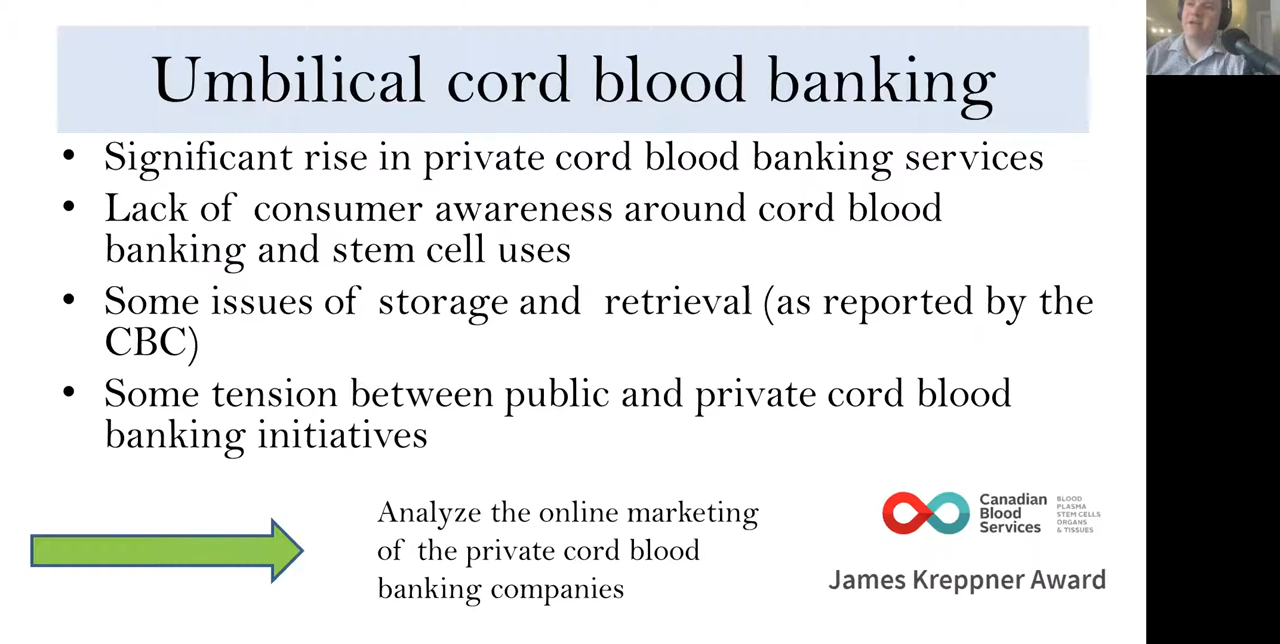 Umbilical cord blood banking
• Significant rise in private cord blood banking services
• Lack of consumer awareness around cord blood
banking and stem cell uses
• Some issues of storage and retrieval (as reported by the
CBC)
• Some tension between public and private cord blood
banking initiatives
Analyze the online marketing
of the private cord blood
banking companies
Canadian
Blood
Services
BLOOD
PLASMA
STEM CELLS
ORGANS
& TISSUES
James Kreppner Award